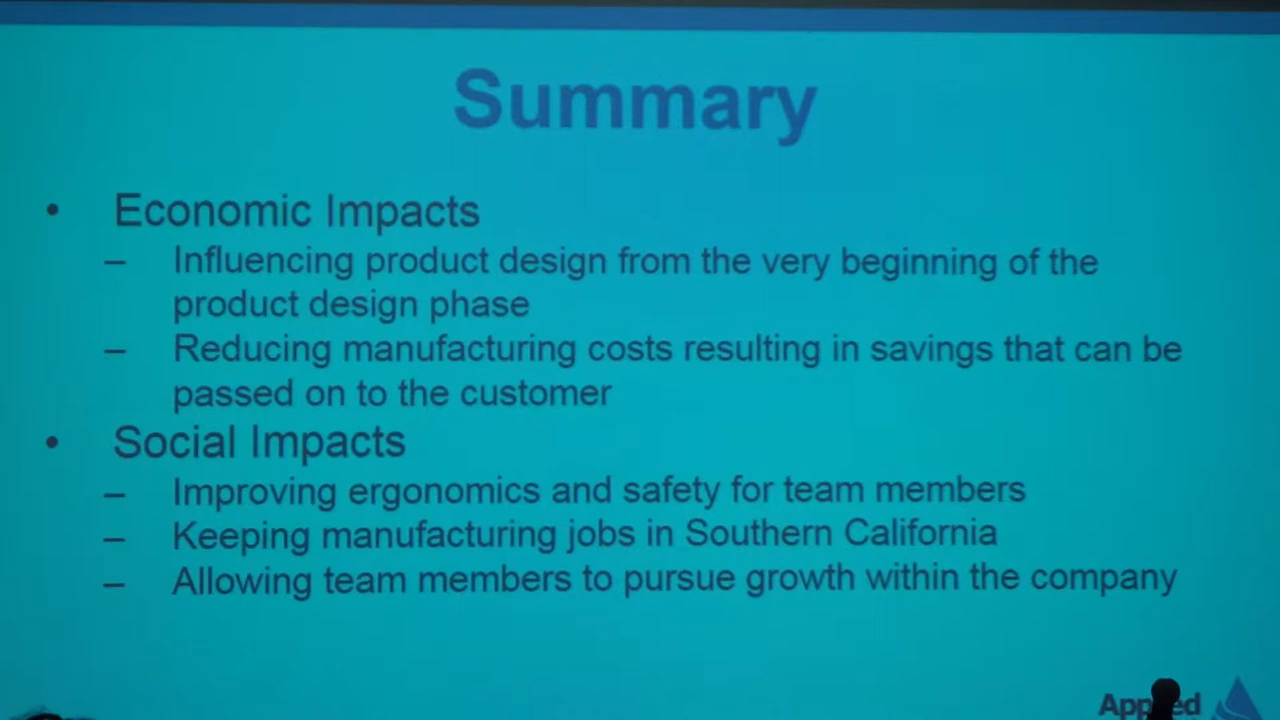 Summary
• Economic Impacts
– Influencing product design from the very beginning of the
product design phase
– Reducing manufacturing costs resulting in savings that can be
passed on to the customer
• Social Impacts
– Improving ergonomics and safety for team members
– Keeping manufacturing jobs in Southern California
– Allowing team members to pursue growth within the company